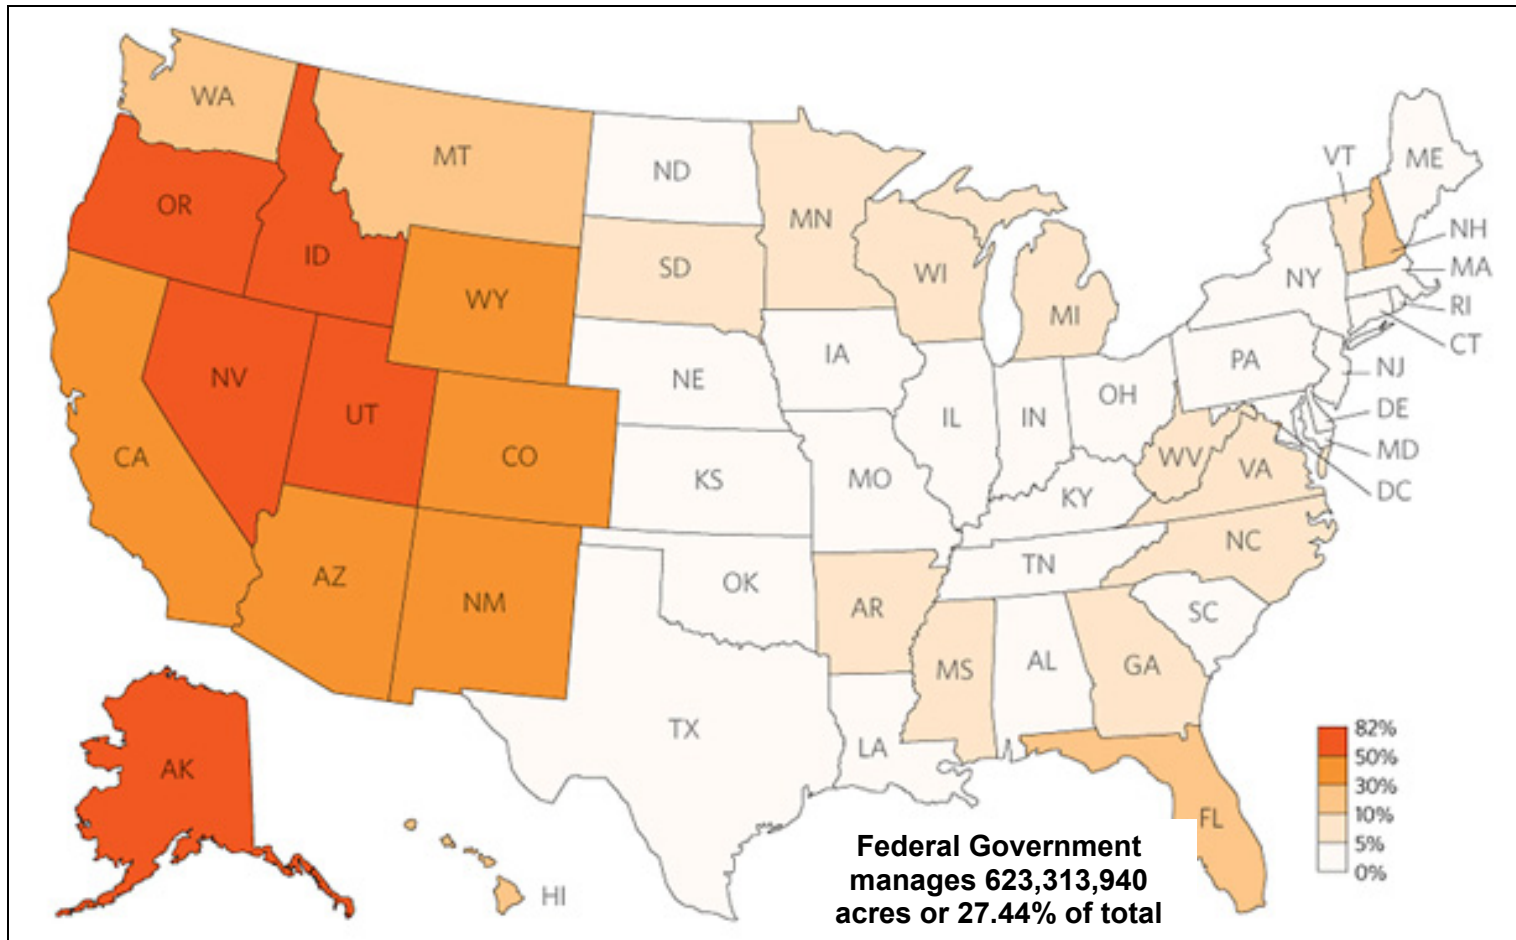 WA
MT
ND
VT
ME
OR
MN
ID
SD
WI
NH
MA
WY
NY
RI
MI
CT
IA
PA
NV
NE
NJ
UT
OH
DE
IL
IN
CA
CO
WV
VA
MD
KS
MO
DC
KY
NC
AZ
TN
OK
NM
AR
SC
MS
AL
GA
TX
LA
AK
FL
HI
82%
50%
30%
10%
5%
0%
Federal Government
manages 623,313,940
acres or 27.44% of total